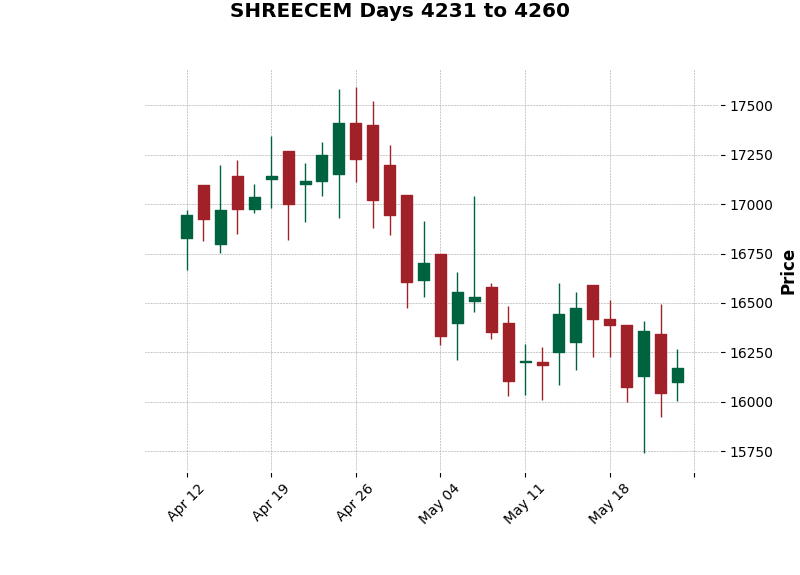 SHREECEM Days 4231 to 4260
17500
17250
17000
16750
16500
16250
16000
15750
Price
Apr 12
Apr 19
Apr 26
May 04
May 11
May 18